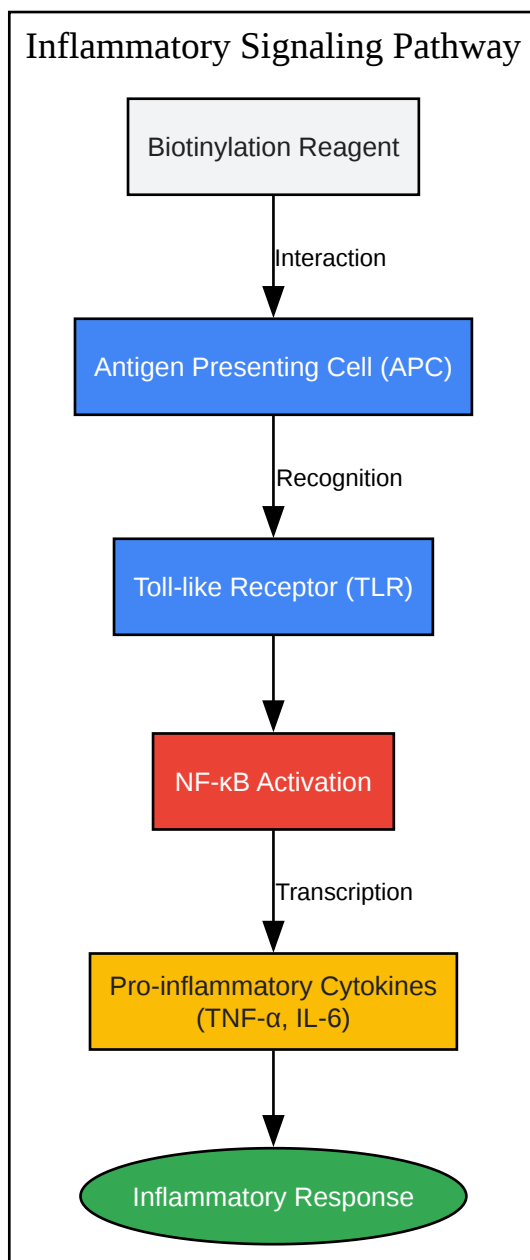 Inflammatory Signaling Pathway
Biotinylation Reagent
Interaction
Antigen Presenting Cell (APC)
Recognition
Toll-like Receptor (TLR)
NF-κB Activation
Transcription
Pro-inflammatory Cytokines
(TNF-α, IL-6)
Inflammatory Response